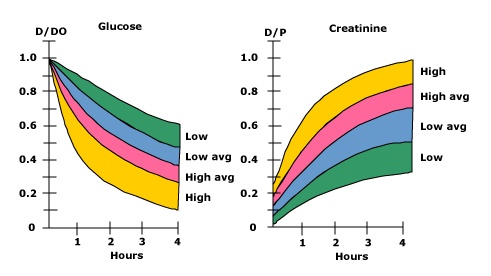 Glucose
D/DO
1.0
0.8
0.6
0.4
0.2
0
Low
Low avg
High avg
High
1 2 3 4
Hours
Creatinine
D/P
1.0
0.8
0.6
0.4
0.2
0
High
High avg
Low avg
Low
1 2 3 4
Hours